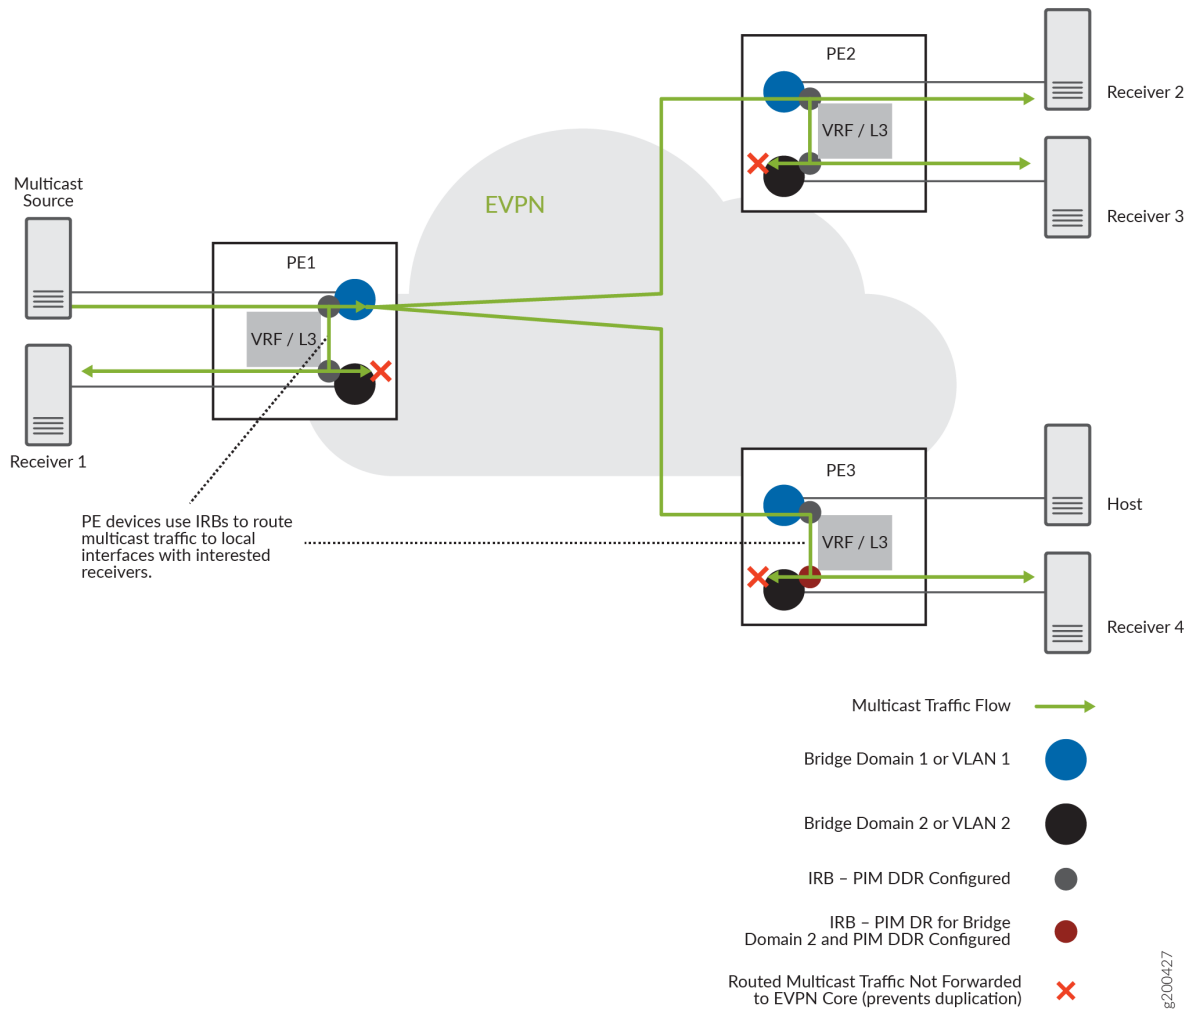 PE2
Receiver 2
VRF / L3
Receiver 3
Multicast
Source
EVPN
PE1
VRF / L3
Receiver 1
PE devices use IRBs to route
multicast traffic to local
interfaces with interested
receivers.
PE3
Host
VRF / L3
Receiver 4
Multicast Traffic Flow
Bridge Domain 1 or VLAN 1
Bridge Domain 2 or VLAN 2
IRB – PIM DDR Configured
IRB – PIM DR for Bridge
Domain 2 and PIM DDR Configured
Routed Multicast Traffic Not Forwarded
to EVPN Core (prevents duplication)
g200427